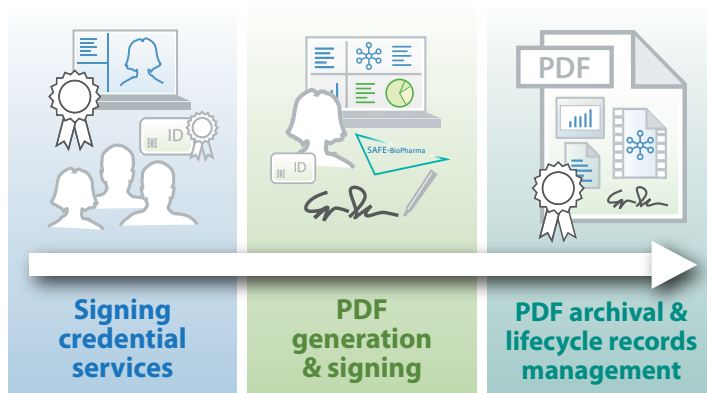 ID
ID
SAFE-BioPharma
PDF
Signing
credential
services
PDF
generation
& signing
PDF archival &
lifecycle records
management